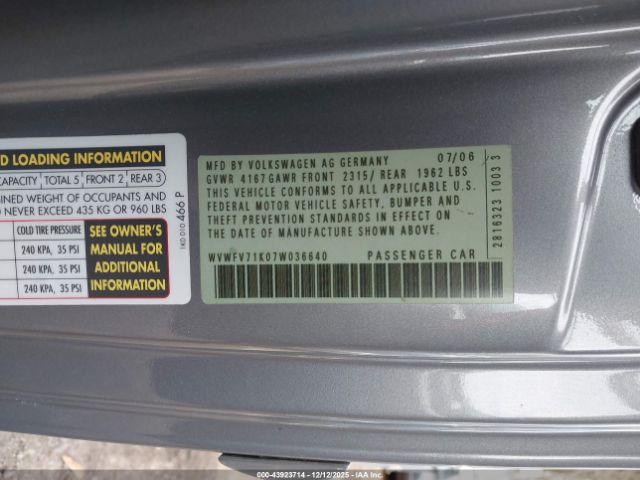 D LOADING INFORMATION
CAPACITY TOTAL 5 FRONT 2 REAR 3
INED WEIGHT OF OCCUPANTS AND
D NEVER EXCEED 435 KG OR 960 LBS
COLD TIRE PRESSURE
240 KPA, 35 PSI
240 KPA, 35 PSI
240 KPA, 35 PSI
SEE OWNER'S
MANUAL FOR
ADDITIONAL
INFORMATION
1K0 010 466 P
MFD BY VOLKSWAGEN AG GERMANY 07/06
GVWR 4167 GAWR FRONT 2315/ REAR 1962 LBS
THIS VEHICLE CONFORMS TO ALL APPLICABLE U.S.
FEDERAL MOTOR VEHICLE SAFETY, BUMPER AND
THEFT PREVENTION STANDARDS IN EFFECT ON
THE DATE OF MANUFACTURE SHOWN ABOVE.
WVWFV71K07W036640 PASSENGER CAR
2816323 1003 3
000-43923714 - 12/12/2025 - IAAI.com